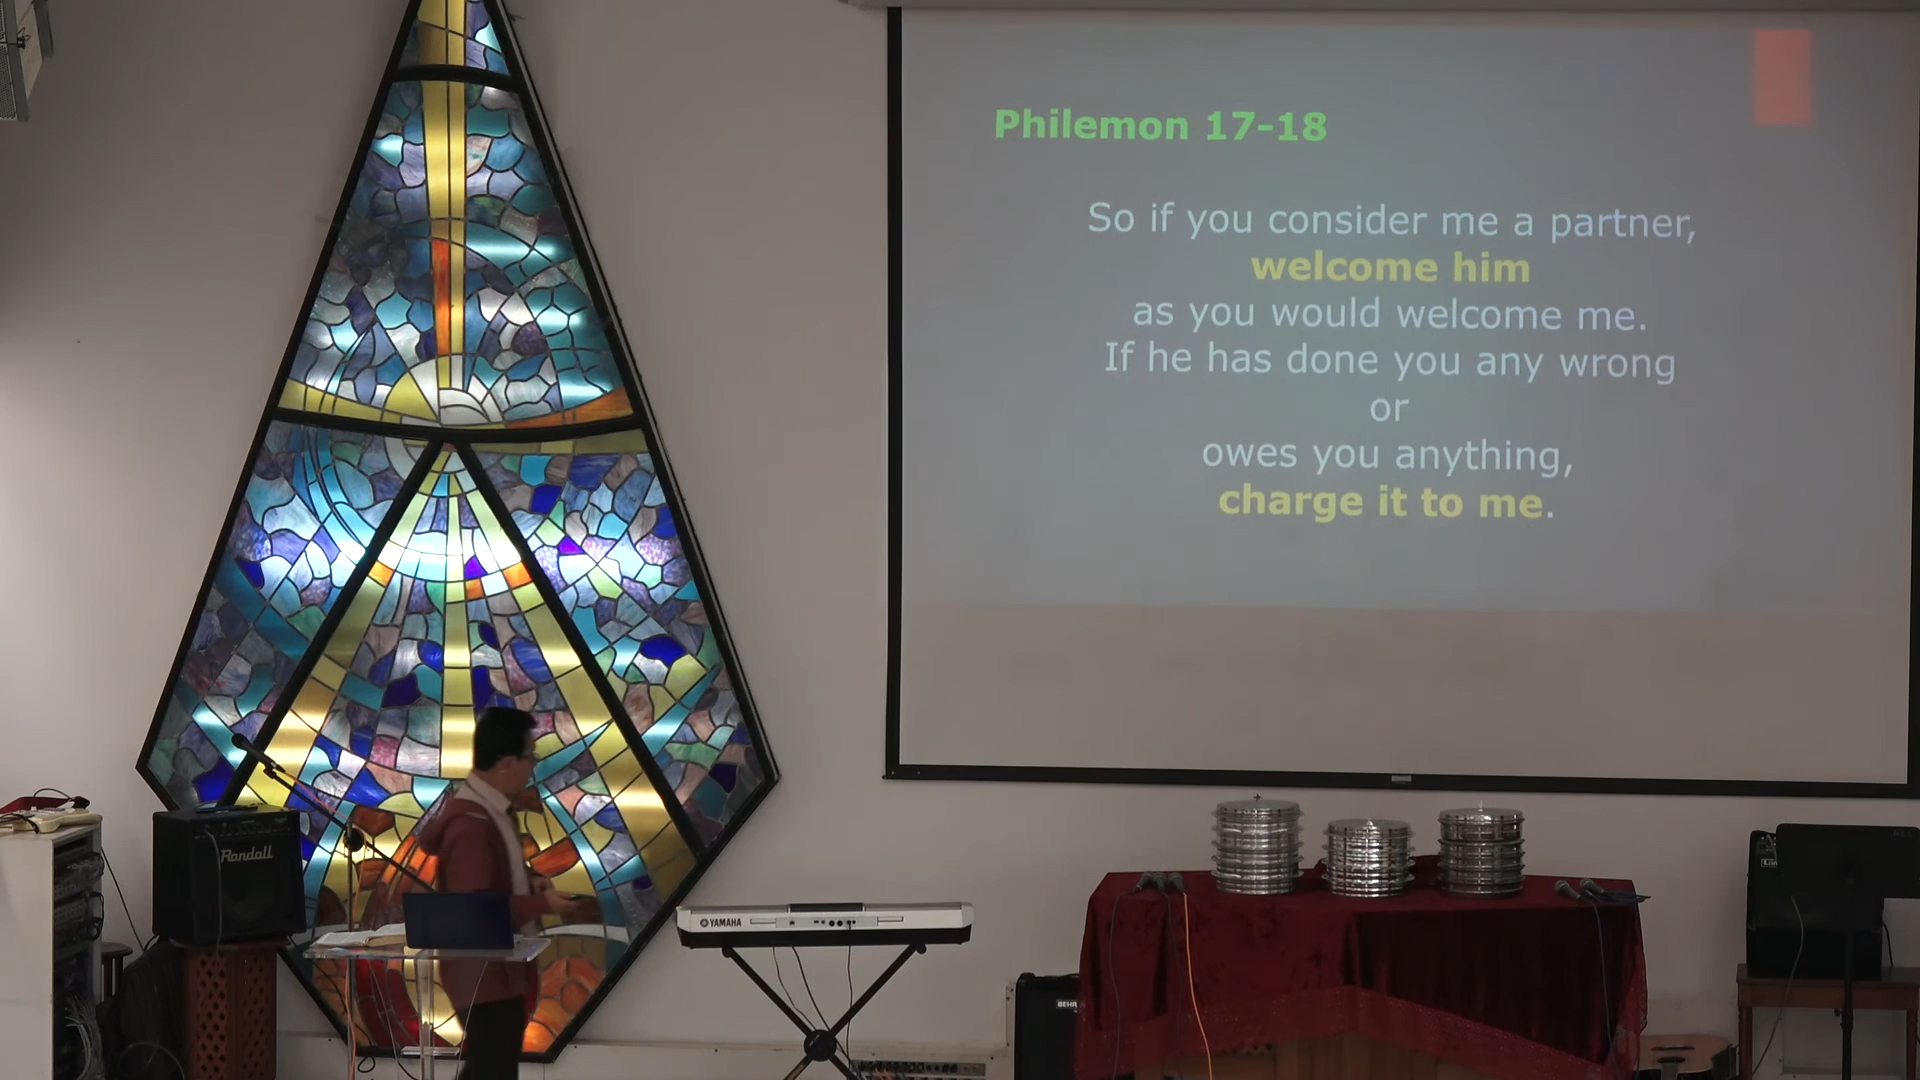 Philemon 17-18
So if you consider me a partner,
welcome him
as you would welcome me.
If he has done you any wrong
or
owes you anything,
charge it to me.
Randall
YAMAHA
BEHR